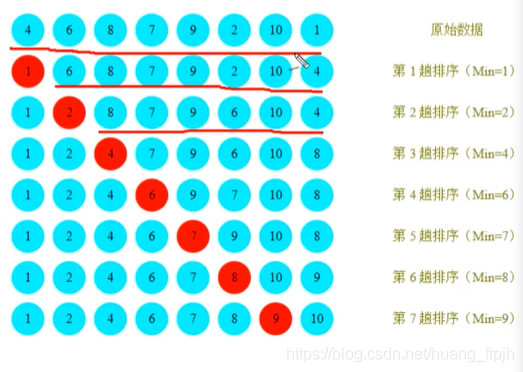 4 6 8 7 9 2 10 1 原始数据
1 6 8 7 9 2 10 4 第 1 趟排序（Min=1）
1 2 8 7 9 6 10 4 第 2 趟排序（Min=2）
1 2 4 7 9 6 10 8 第 3 趟排序（Min=4）
1 2 4 6 9 7 10 8 第 4 趟排序（Min=6）
1 2 4 6 7 9 10 8 第 5 趟排序（Min=7）
1 2 4 6 7 8 10 9 第 6 趟排序（Min=8）
1 2 4 6 7 8 9 10 第 7 趟排序（Min=9）
https://blog.csdn.net/huang_ftpjh